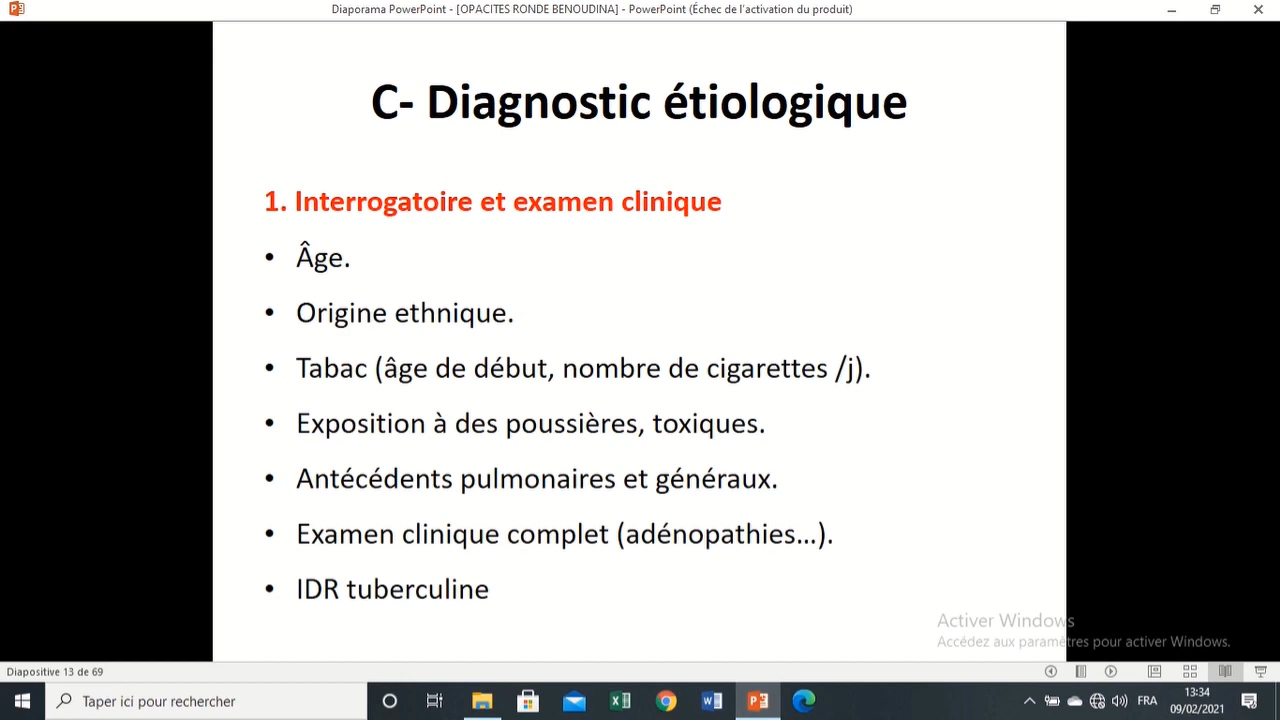 Diaporama PowerPoint - [OPACITES RONDE BENOUDINA] - PowerPoint (Échec de l'activation du produit)
C- Diagnostic étiologique
1. Interrogatoire et examen clinique
• Âge.
• Origine ethnique.
• Tabac (âge de début, nombre de cigarettes /j).
• Exposition à des poussières, toxiques.
• Antécédents pulmonaires et généraux.
• Examen clinique complet (adénopathies...).
• IDR tuberculine
Activer Windows
Accédez aux paramètres pour activer Windows.
Diapositive 13 de 69
Taper ici pour rechercher
FRA
13:34
09/02/2021